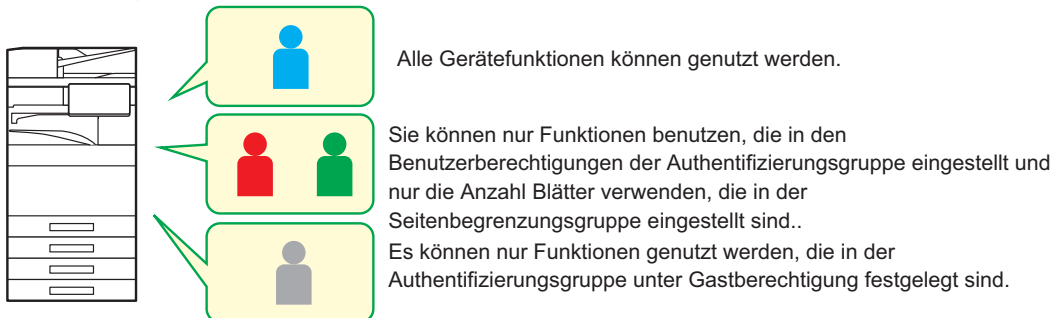 Alle Gerätefunktionen können genutzt werden.
Sie können nur Funktionen benutzen, die in den
Benutzerberechtigungen der Authentifizierungsgruppe eingestellt und
nur die Anzahl Blätter verwenden, die in der
Seitenbegrenzungsgruppe eingestellt sind..
Es können nur Funktionen genutzt werden, die in der
Authentifizierungsgruppe unter Gastberechtigung festgelegt sind.